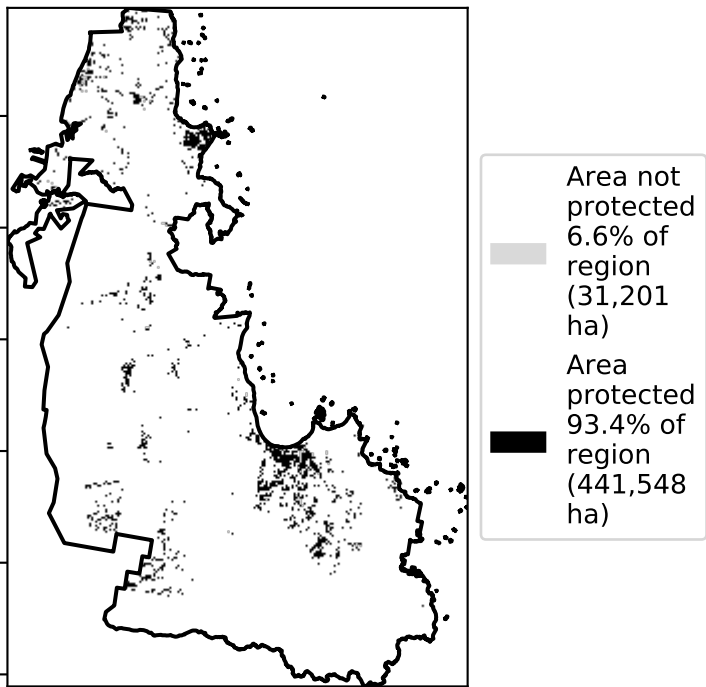 Area not
protected
6.6% of
region
(31,201
ha)
Area
protected
93.4% of
region
(441,548
ha)